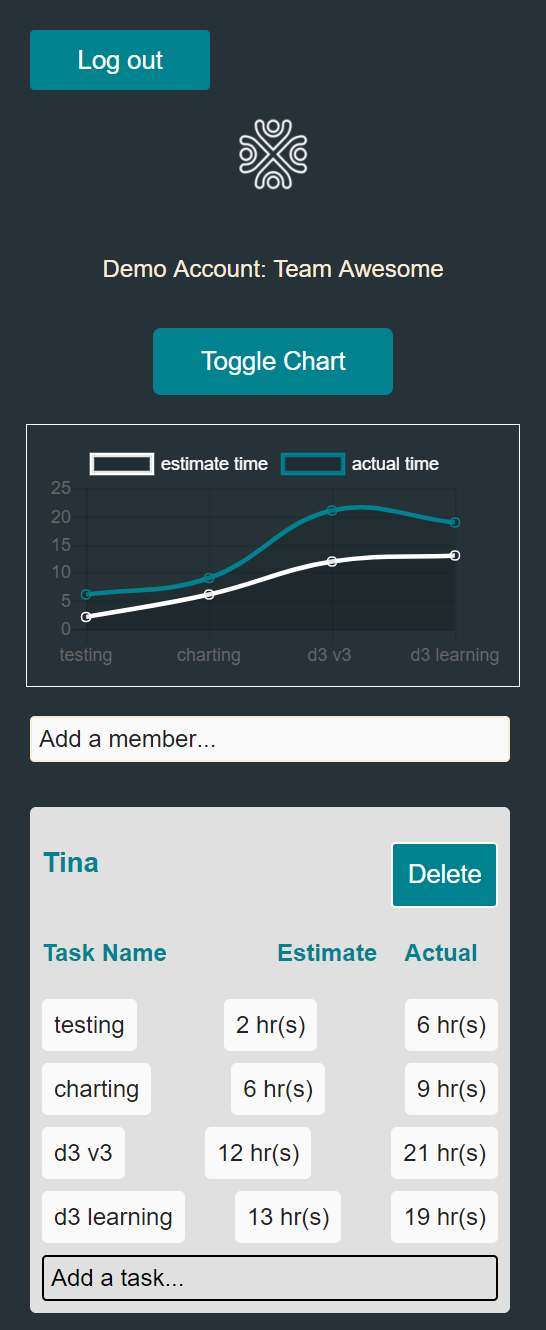 Log out
Demo Account: Team Awesome
Toggle Chart
estimate time actual time
25
20
15
10
5
0
testing charting d3 v3 d3 learning
Add a member...
Tina Delete
Task Name Estimate Actual
testing 2 hr(s) 6 hr(s)
charting 6 hr(s) 9 hr(s)
d3 v3 12 hr(s) 21 hr(s)
d3 learning 13 hr(s) 19 hr(s)
Add a task...